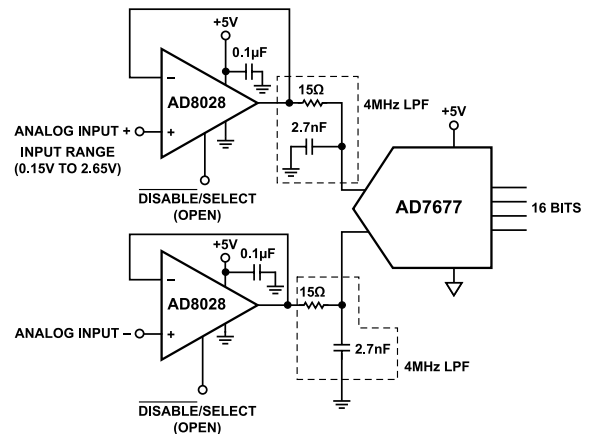 +5V
0.1µF
−
AD8028
+
ANALOG INPUT +
INPUT RANGE
(0.15V TO 2.65V)
DISABLE/SELECT
(OPEN)
15Ω
4MHz LPF
2.7nF
+5V
AD7677
16 BITS
+5V
0.1µF
−
AD8028
+
ANALOG INPUT −
15Ω
2.7nF
4MHz LPF
DISABLE/SELECT
(OPEN)